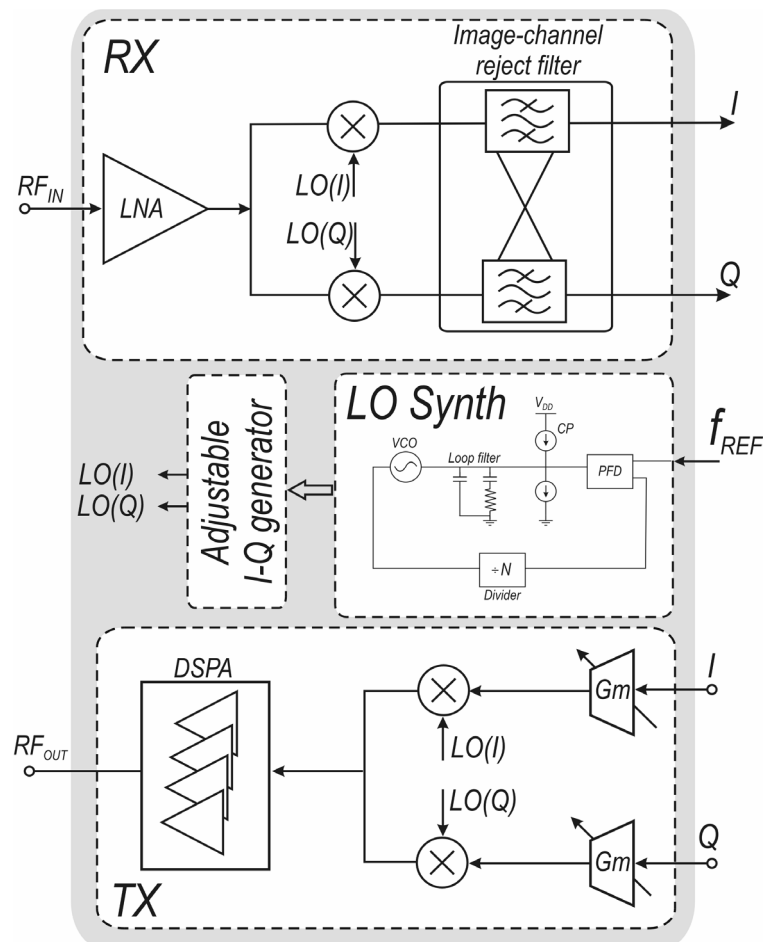 RX
Image-channel
reject filter
I
RF_IN
LNA
LO(I)
LO(Q)
Q
LO Synth
V_DD
CP
VCO
Loop filter
PFD
f_REF
÷N
Divider
Adjustable
I-Q generator
LO(I)
LO(Q)
DSPA
I
Gm
LO(I)
RF_OUT
LO(Q)
Q
Gm
TX